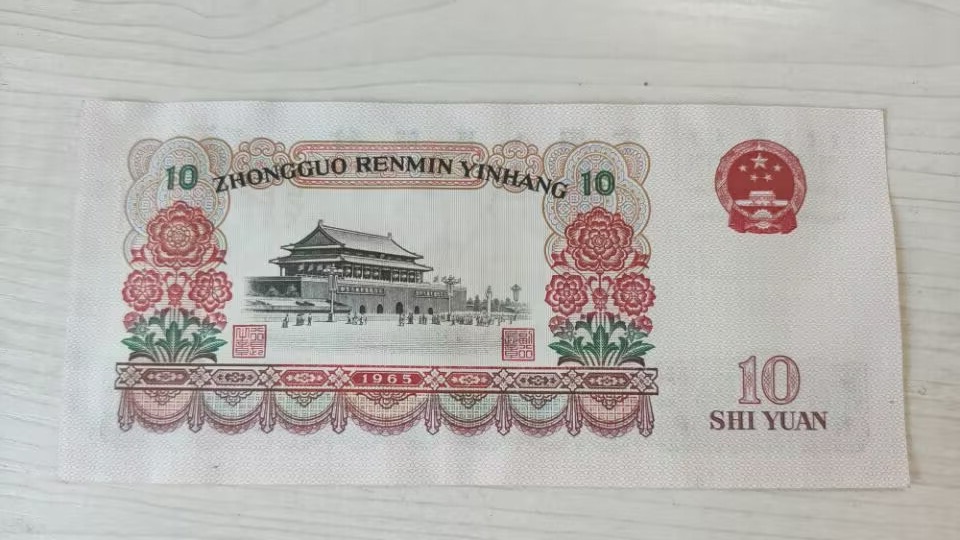 10 ZHONGGUO RENMIN YINHANG 10
1965
10
SHI YUAN